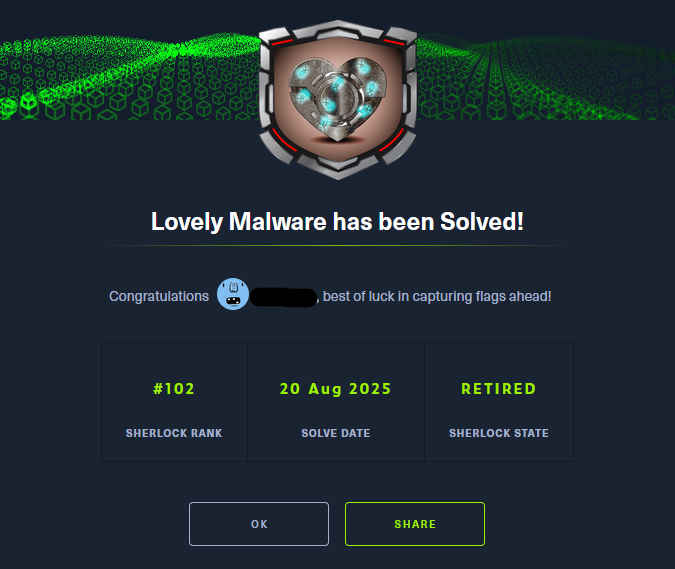 Lovely Malware has been Solved!
Congratulations , best of luck in capturing flags ahead!
#102 20 Aug 2025 RETIRED
SHERLOCK RANK SOLVE DATE SHERLOCK STATE
OK SHARE